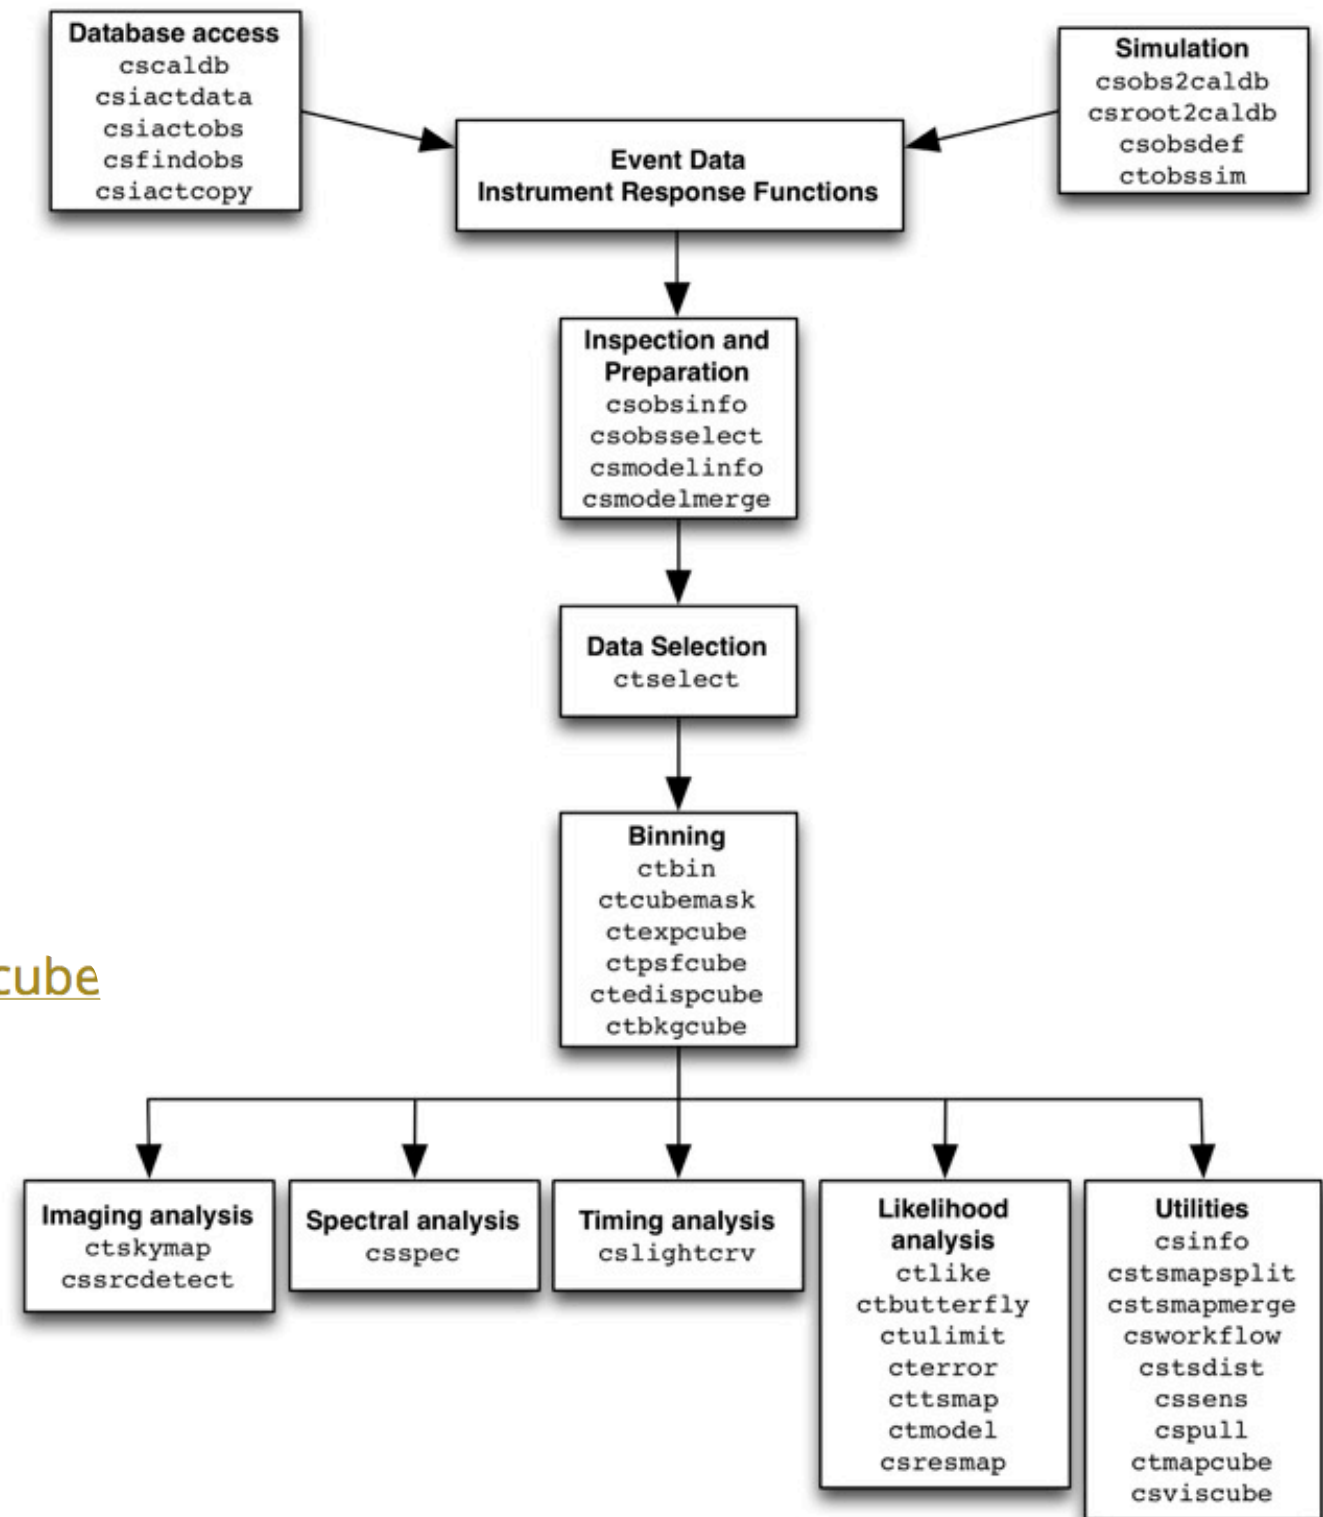 Database access
cscaldb
csiactdata
csiactobs
csfindobs
csiactcopy
Simulation
csobs2caldb
csroot2caldb
csobsdef
ctobssim
Event Data
Instrument Response Functions
Inspection and
Preparation
csobsinfo
csobsselect
csmodelinfo
csmodelmerge
Data Selection
ctselect
Binning
ctbin
ctcubemask
ctexpcube
ctpsfcube
ctedispcube
ctbkgcube
cube
Imaging analysis
ctskymap
cssrcdetect
Spectral analysis
csspec
Timing analysis
cslightcrv
Likelihood
analysis
ctlike
ctbutterfly
ctulimit
cterror
cttsmap
ctmodel
csresmap
Utilities
csinfo
cstsmapsplit
cstsmapmerge
csworkflow
cstsdist
cssens
cspull
ctmapcube
csviscube